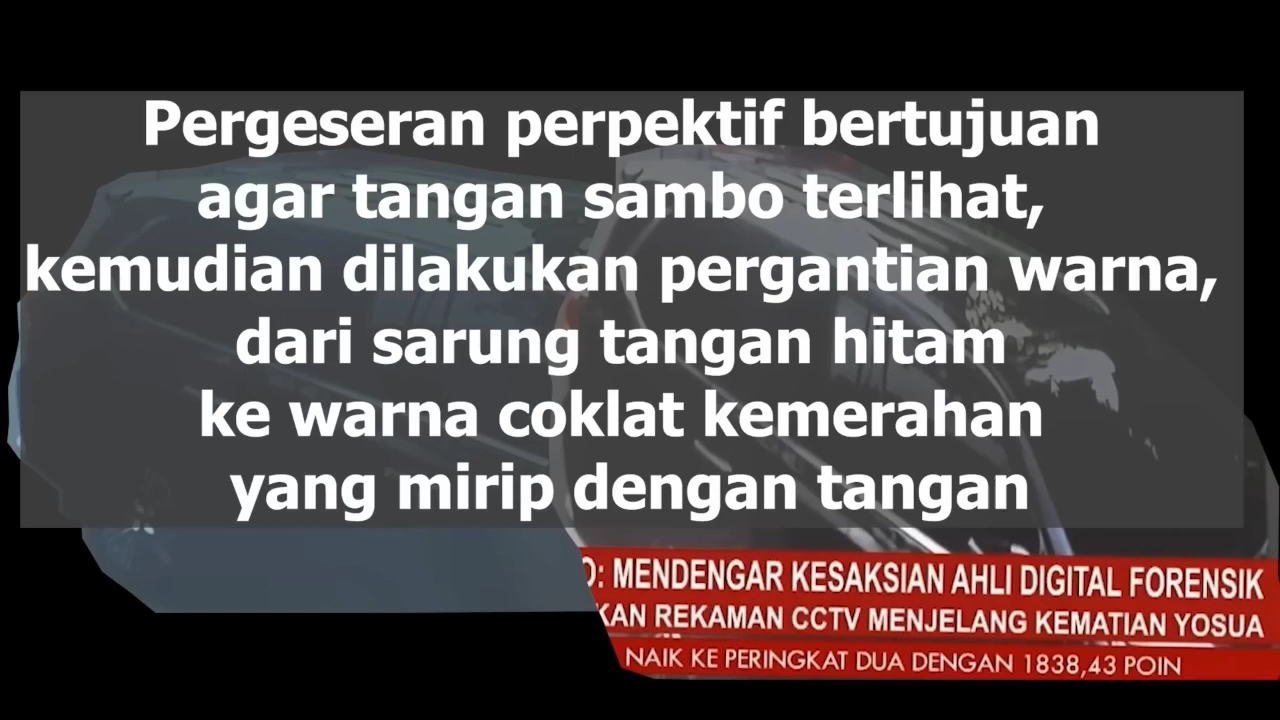 Pergeseran perpektif bertujuan
agar tangan sambo terlihat,
kemudian dilakukan pergantian warna,
dari sarung tangan hitam
ke warna coklat kemerahan
yang mirip dengan tangan
: MENDENGAR KESAKSIAN AHLI DIGITAL FORENSIK
KAN REKAMAN CCTV MENJELANG KEMATIAN YOSUA
NAIK KE PERINGKAT DUA DENGAN 1838,43 POIN